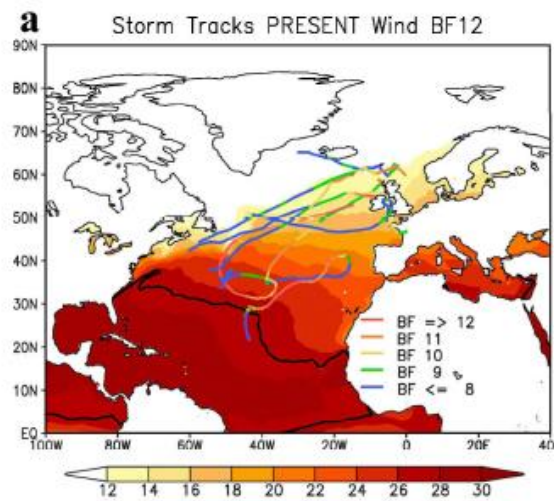 a
Storm Tracks PRESENT Wind BF12
90N
80N
70N
60N
50N
40N
30N
20N
10N
EQ
BF => 12
BF 11
BF 10
BF 9
BF <= 8
100W 80W 60W 40W 20W 0 20E 40
12 14 16 18 20 22 24 26 28 30